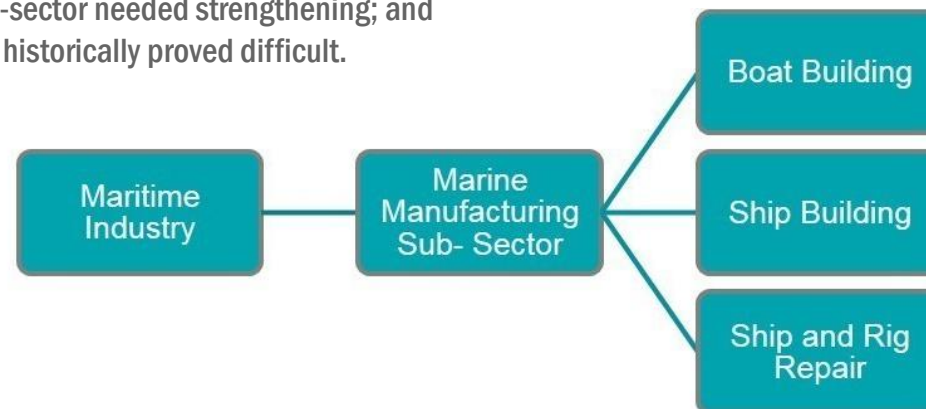 -sector needed strengthening; and
historically proved difficult.
Maritime
Industry
Marine
Manufacturing
Sub- Sector
Boat Building
Ship Building
Ship and Rig
Repair